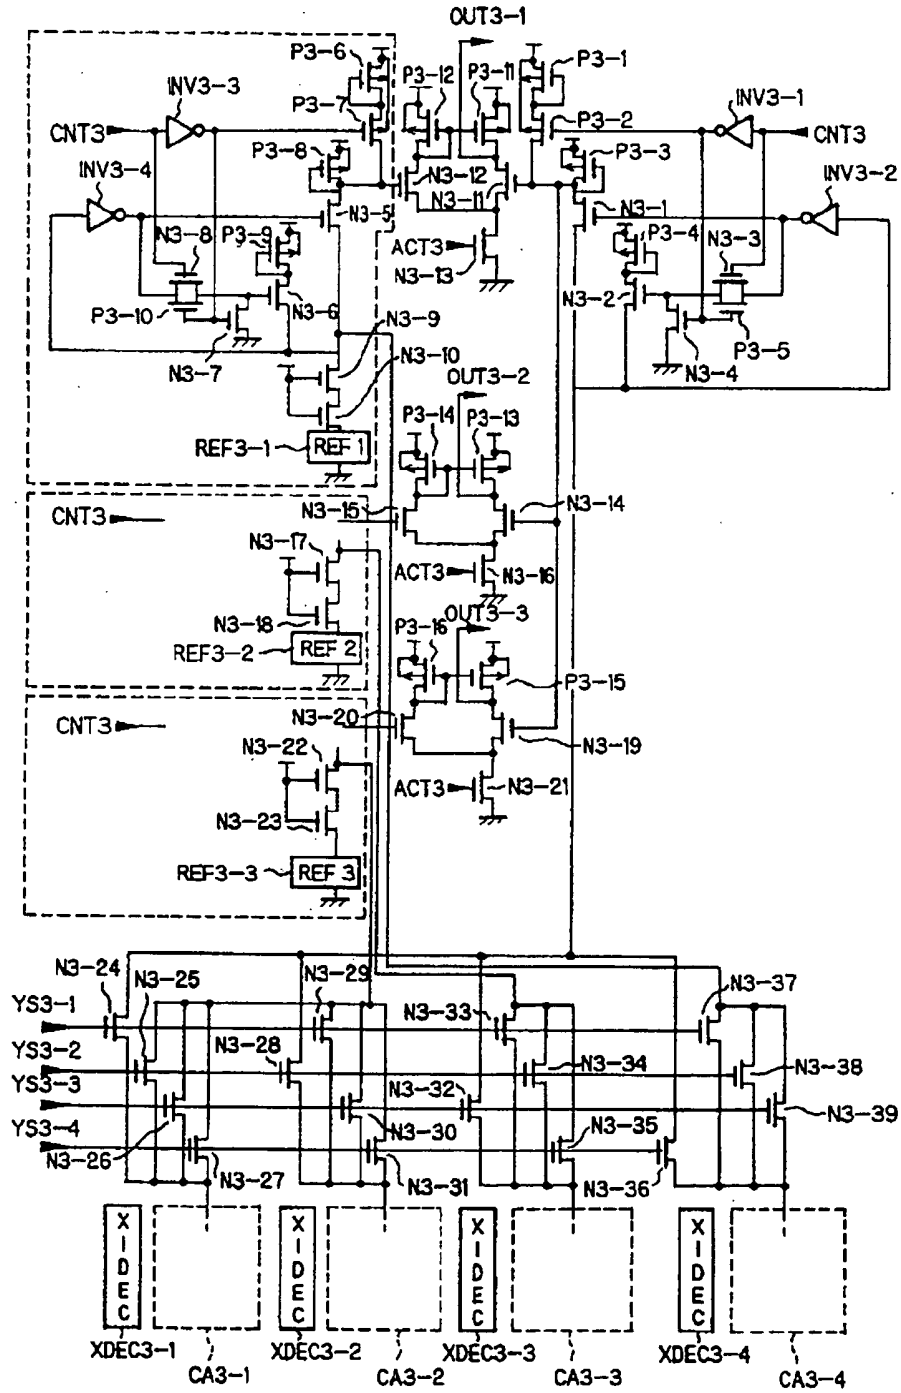 OUT3-1
P3-6
P3-12
P3-11
P3-1
INV3-3
P3-7
INV3-1
CNT3
P3-2
CNT3
P3-8
P3-3
INV3-4
N3-12
INV3-2
N3-11
N3-5
N3-1
N3-8
P3-9
ACT3
P3-4
N3-3
N3-13
N3-6
N3-2
P3-10
P3-5
N3-9
N3-7
N3-4
N3-10
OUT3-2
P3-14
P3-13
REF3-1
REF 1
N3-15
N3-14
CNT3
N3-17
ACT3
N3-16
N3-18
OUT3-3
REF3-2
REF 2
P3-16
P3-15
CNT3
N3-20
N3-19
N3-22
ACT3
N3-21
N3-23
REF3-3
REF 3
N3-24
N3-25
N3-29
N3-37
YS3-1
N3-33
YS3-2
N3-28
N3-34
N3-38
YS3-3
N3-32
N3-39
YS3-4
N3-30
N3-35
N3-26
N3-27
N3-31
N3-36
XIDEC
XIDEC
XIDEC
XIDEC
XDEC3-1
XDEC3-2
XDEC3-3
XDEC3-4
CA3-1
CA3-2
CA3-3
CA3-4